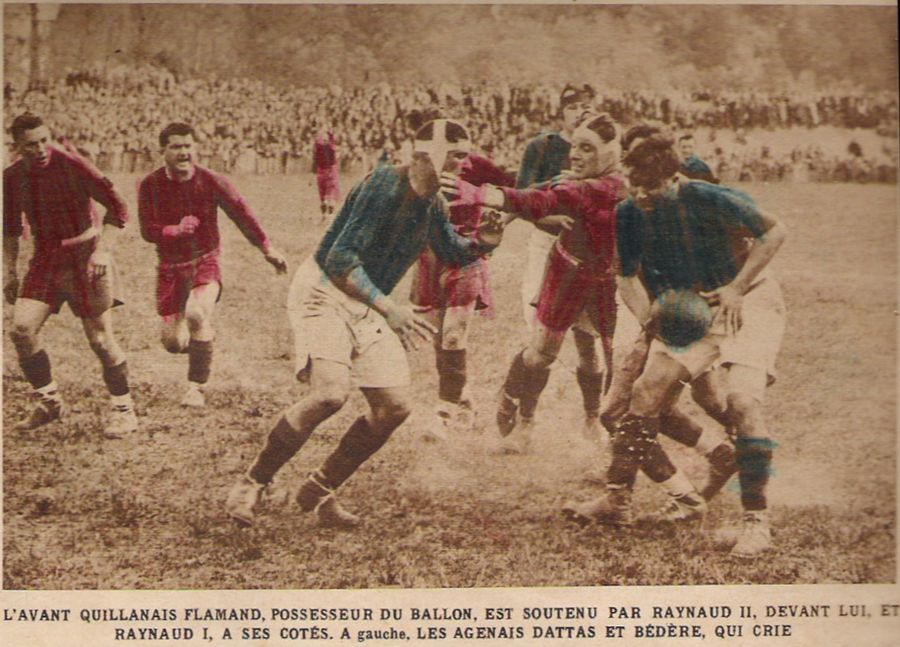 L'AVANT QUILLANAIS FLAMAND, POSSESSEUR DU BALLON, EST SOUTENU PAR RAYNAUD II, DEVANT LUI, ET
RAYNAUD I, A SES COTÉS. A gauche, LES AGENAIS DATTAS ET BÉDÈRE, QUI CRIE